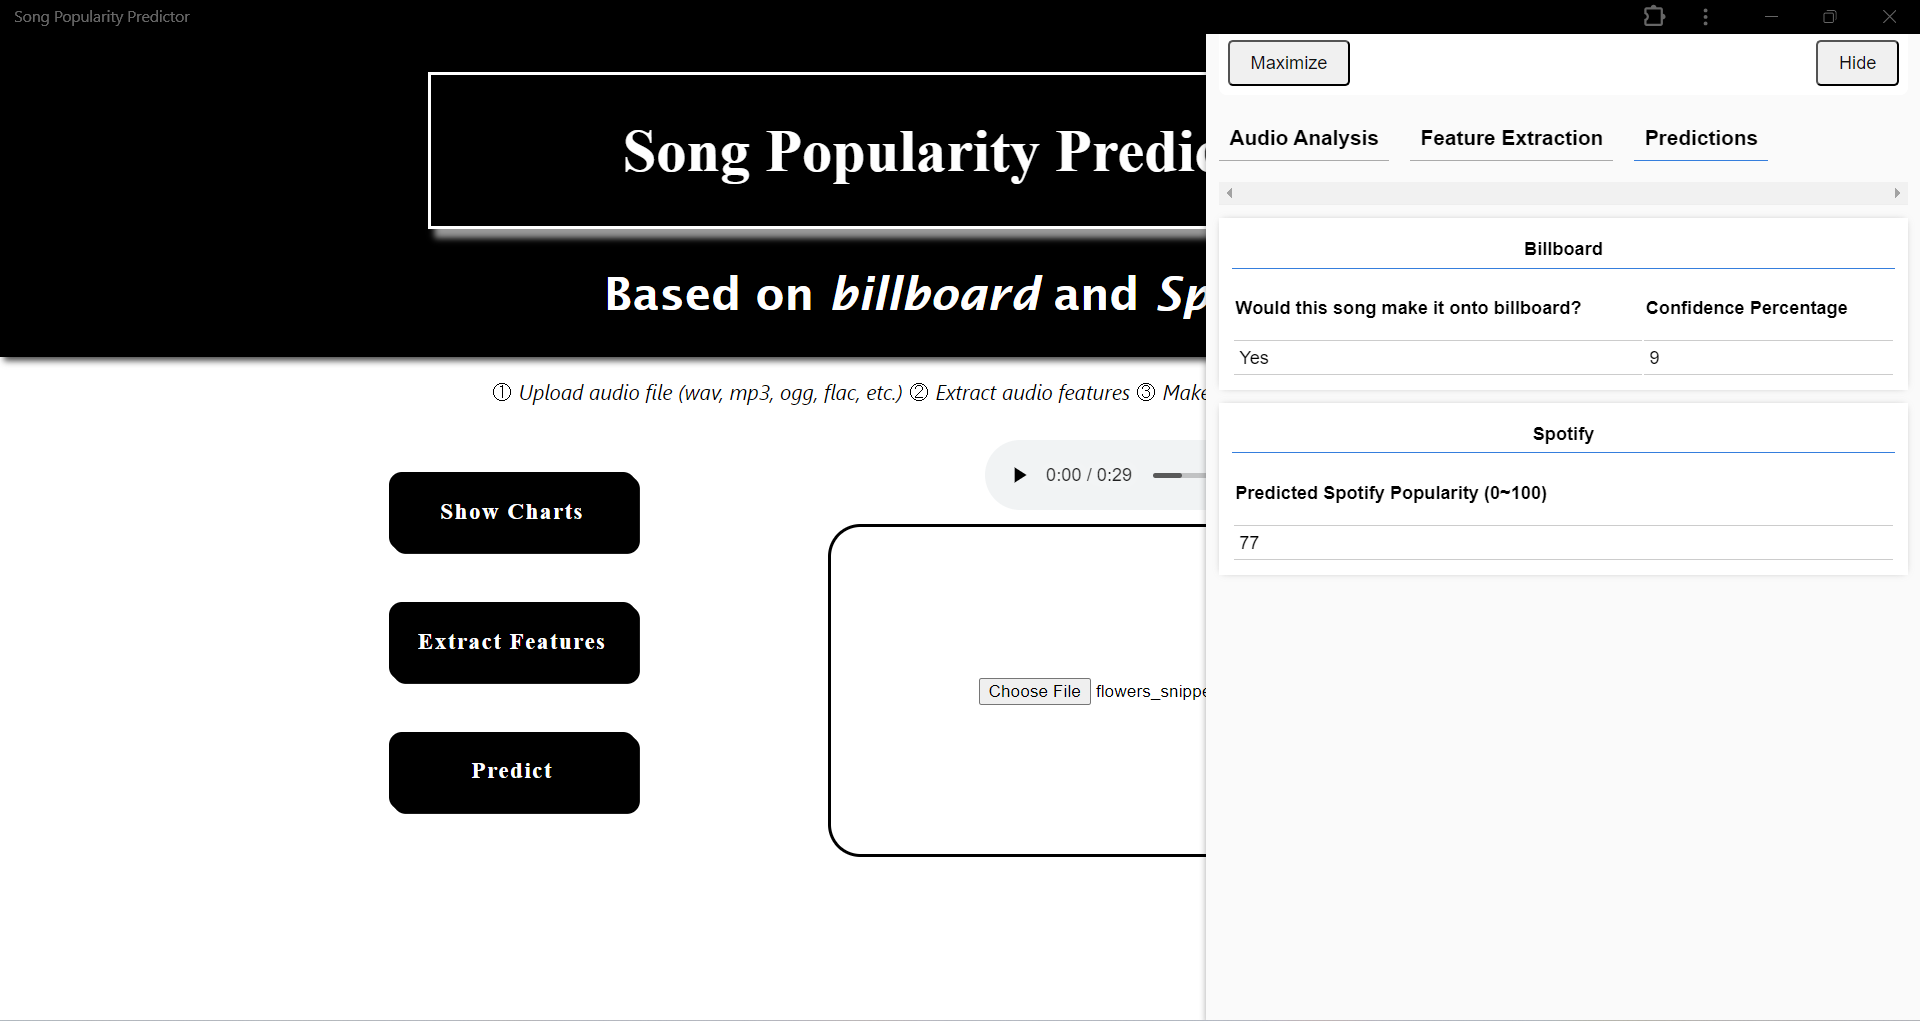 Song Popularity Predictor
Maximize
Hide
Song Popularity Predic
Based on billboard and Sp
① Upload audio file (wav, mp3, ogg, flac, etc.) ② Extract audio features ③ Make
Show Charts
Extract Features
Predict
0:00 / 0:29
Choose File flowers_snippe
Audio Analysis
Feature Extraction
Predictions
Billboard
Would this song make it onto billboard?
Confidence Percentage
Yes
9
Spotify
Predicted Spotify Popularity (0~100)
77